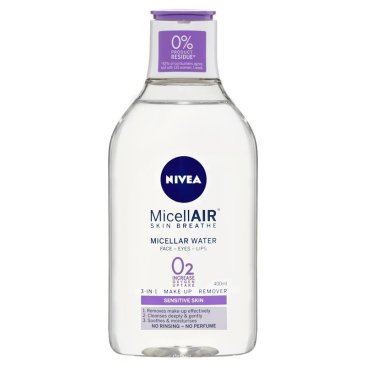 0%
PRODUCT
RESIDUE*
NIVEA
MicellAIR
SKIN BREATHE
MICELLAR WATER
FACE – EYES – LIPS
O2
INCREASE
OXYGEN
UPTAKE
400ml
3-IN-1 MAKE UP REMOVER
SENSITIVE SKIN
1. Removes make-up effectively
2. Cleanses deeply & gently
3. Soothes & moisturises
NO RINSING – NO PERFUME